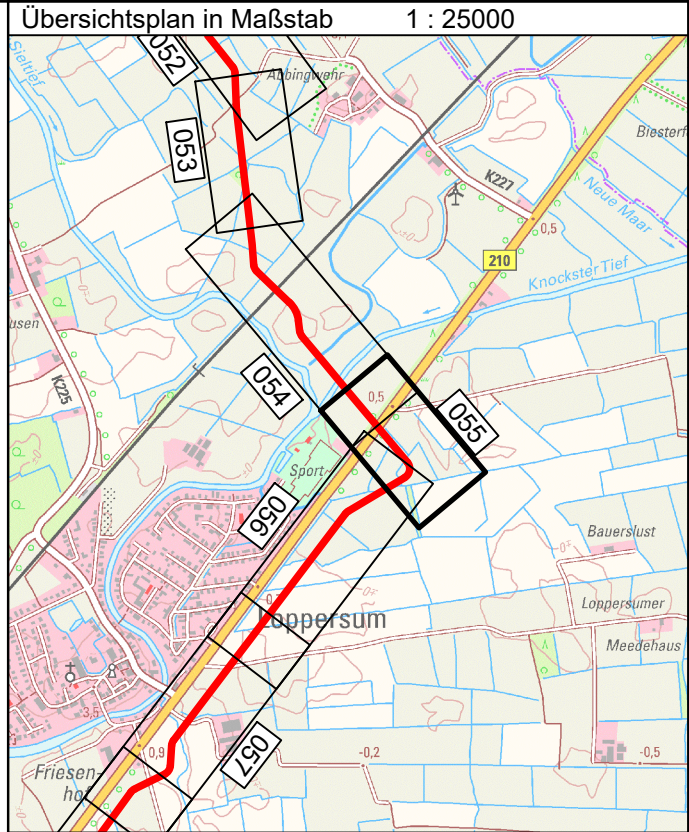 Übersichtsplan in Maßstab 1 : 25000
052
Sieltief
Abbingwehr
053
Biesterf
K227
Neue Maar
0,5
210
Knockster Tief
usen
K225
054
0,5
055
Sport
056
Bauerslust
Loppersum
Loppersumer
Meedehaus
3,5
057
0,9
-0,2
-0,5
Friesen-
hof